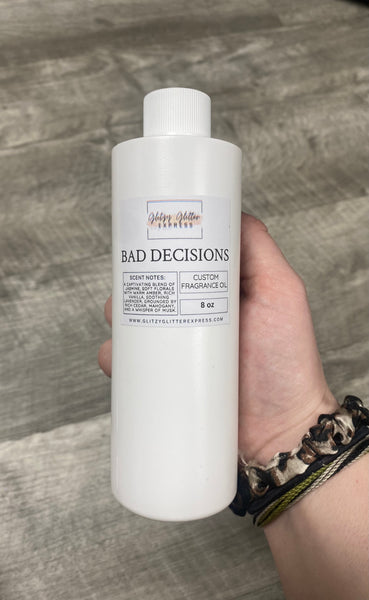 Glitzy Glitter
EXPRESS
BAD DECISIONS
SCENT NOTES:
A CAPTIVATING BLEND OF
JASMINE, SOFT FLORALS
WITH WARM AMBER, RICH
VANILLA, SOOTHING
LAVENDER, GROUNDED BY
RICH CEDAR, MAHOGANY,
AND A WHISPER OF MUSK.
CUSTOM
FRAGRANCE OIL
8 oz
WWW.GLITZYGLITTEREXPRESS.COM